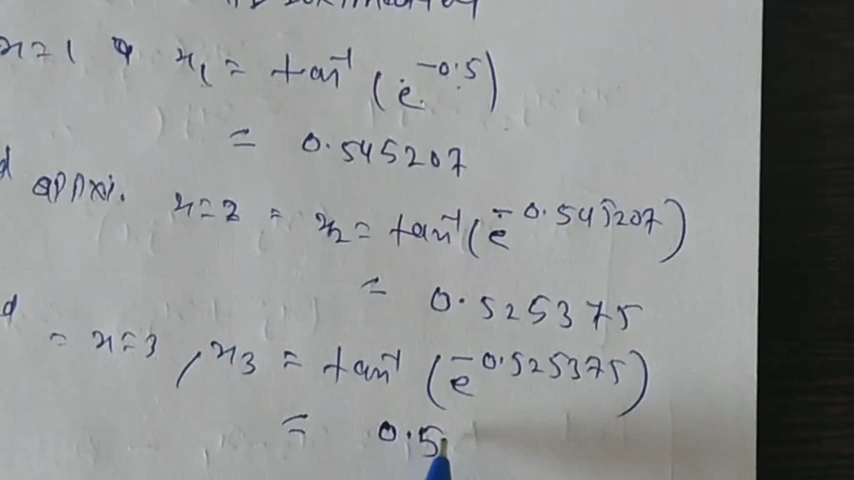 n=1 x₁ = tan⁻¹ (e^-0.5)
= 0.545207
d appxi. n=2 = x₂ = tan⁻¹ (e^-0.545207)
= 0.525375
d = n=3, x₃ = tan⁻¹ (e^-0.525375)
= 0.5